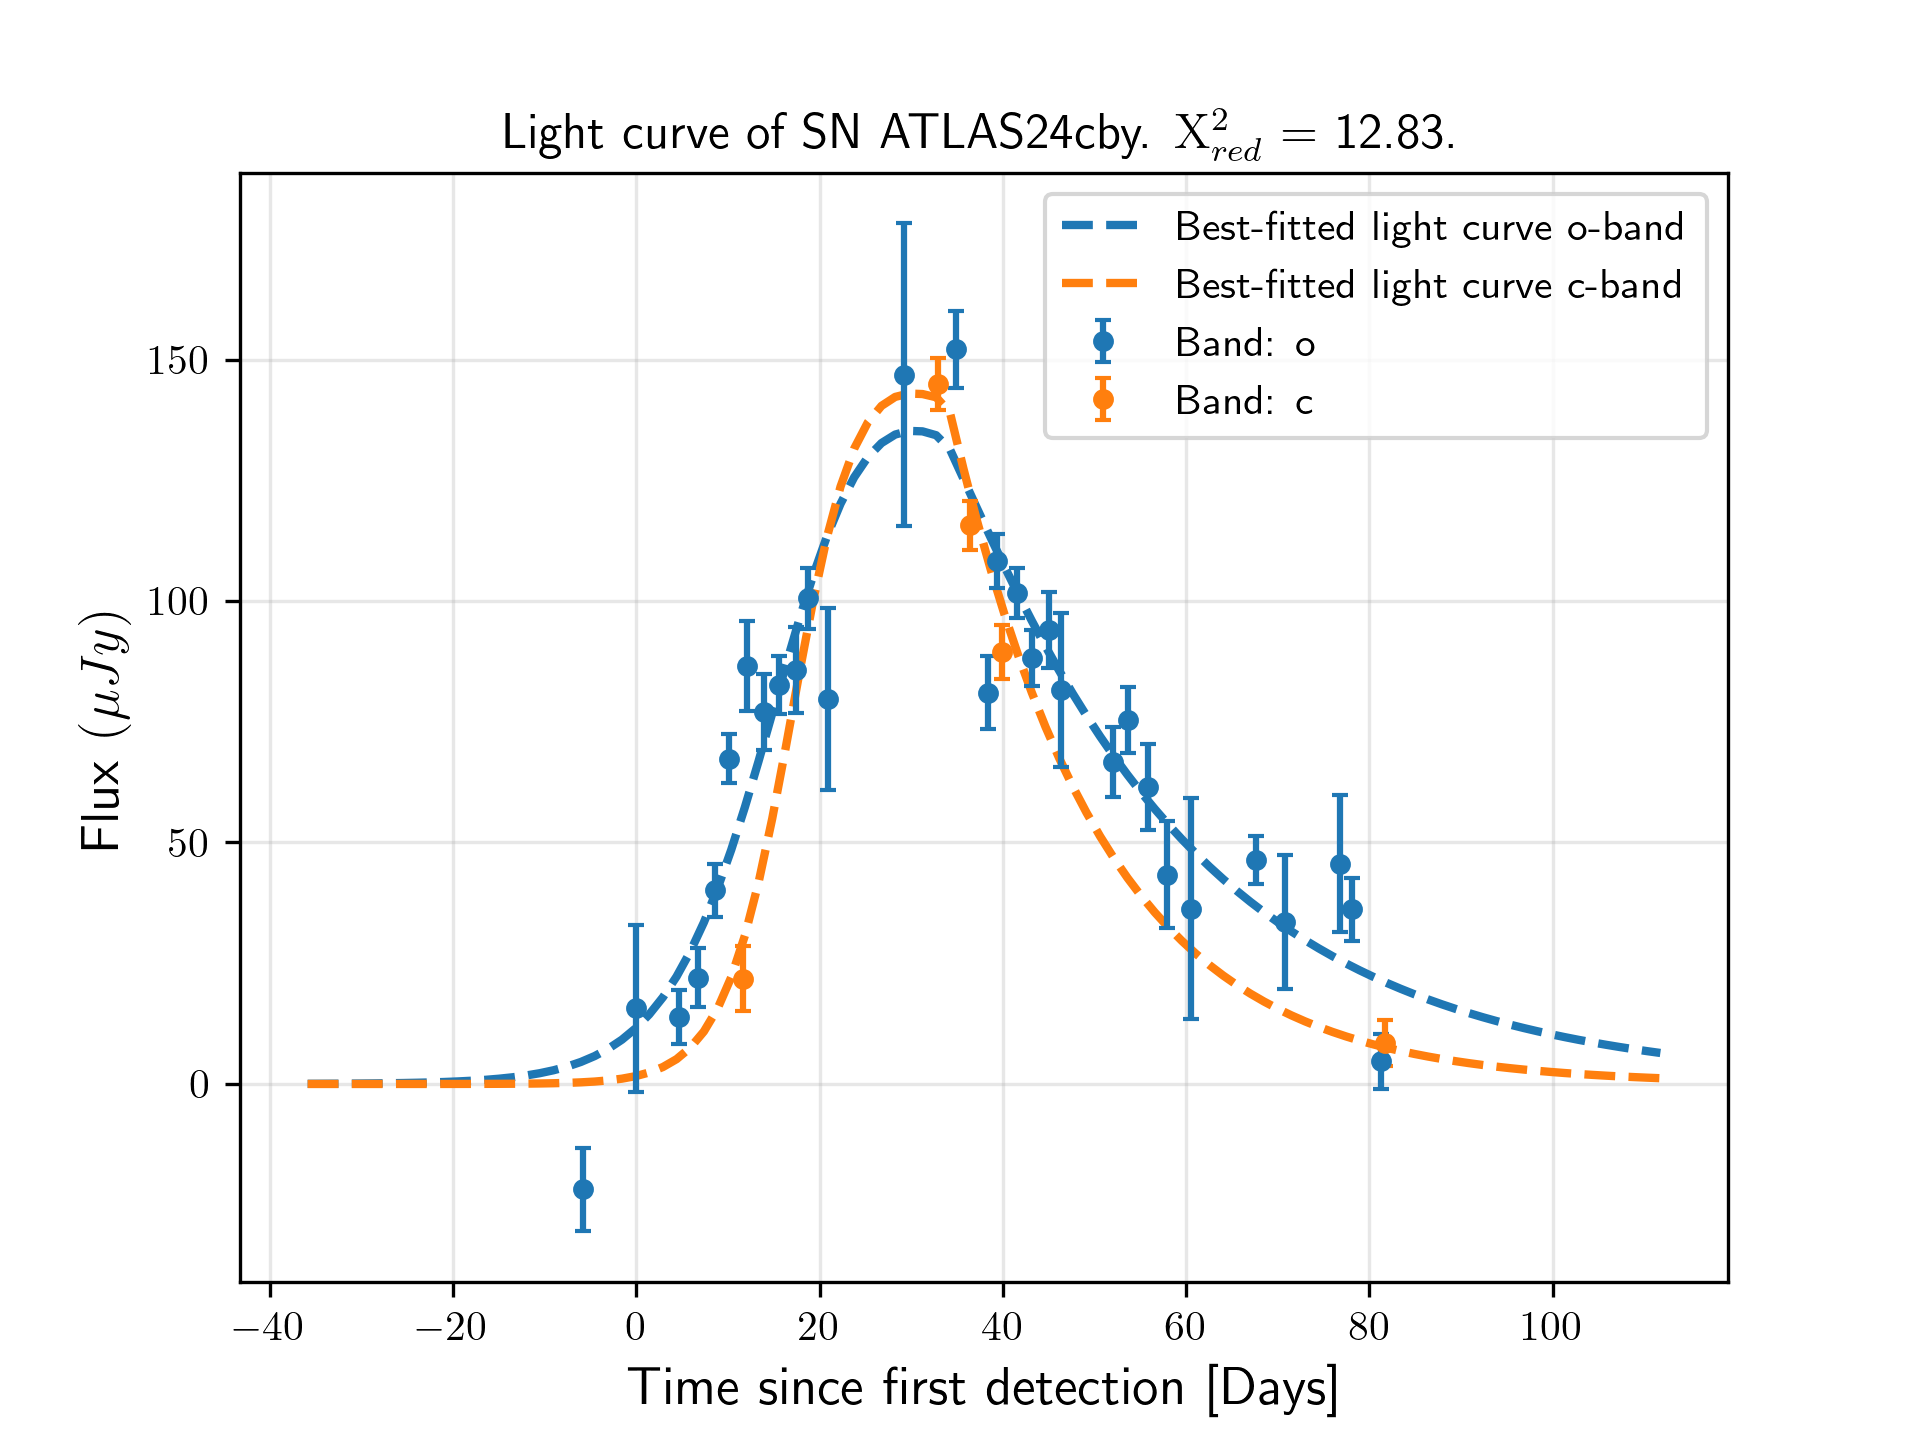 Light curve of SN ATLAS24cby. X²_red = 12.83.
Best-fitted light curve o-band
Best-fitted light curve c-band
Band: o
Band: c
150
100
50
0
Flux (μJy)
−40 −20 0 20 40 60 80 100
Time since first detection [Days]